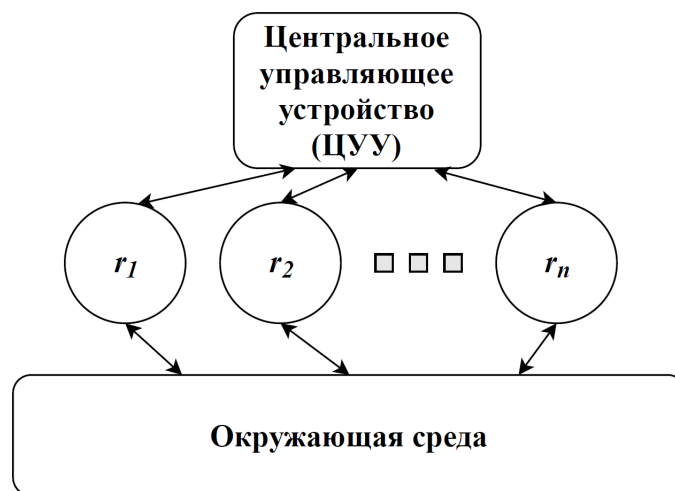 Центральное
управляющее
устройство
(ЦУУ)
r1 r2 rn
Окружающая среда